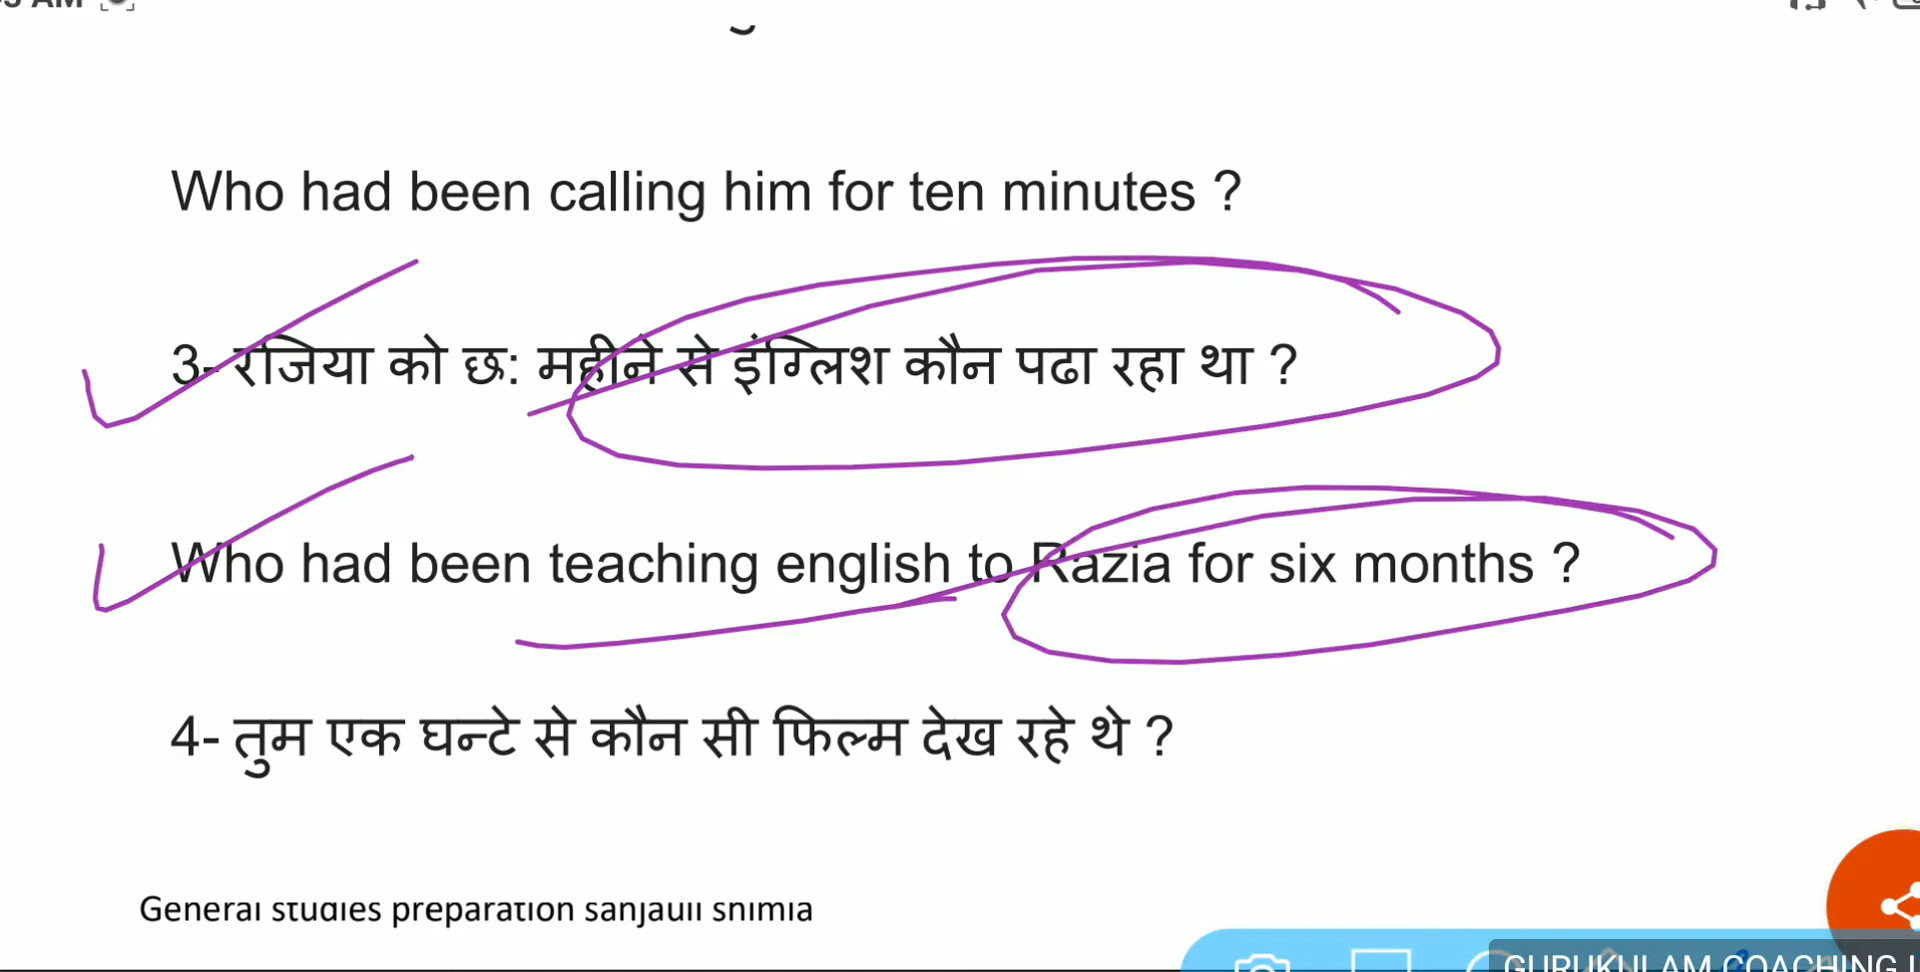 Who had been calling him for ten minutes ?
3- रजिया को छ: महीने से इंग्लिश कौन पढा रहा था ?
Who had been teaching english to Razia for six months ?
4- तुम एक घन्टे से कौन सी फिल्म देख रहे थे ?
General studies preparation sanjauli shimla
GURUKULAM COACHING